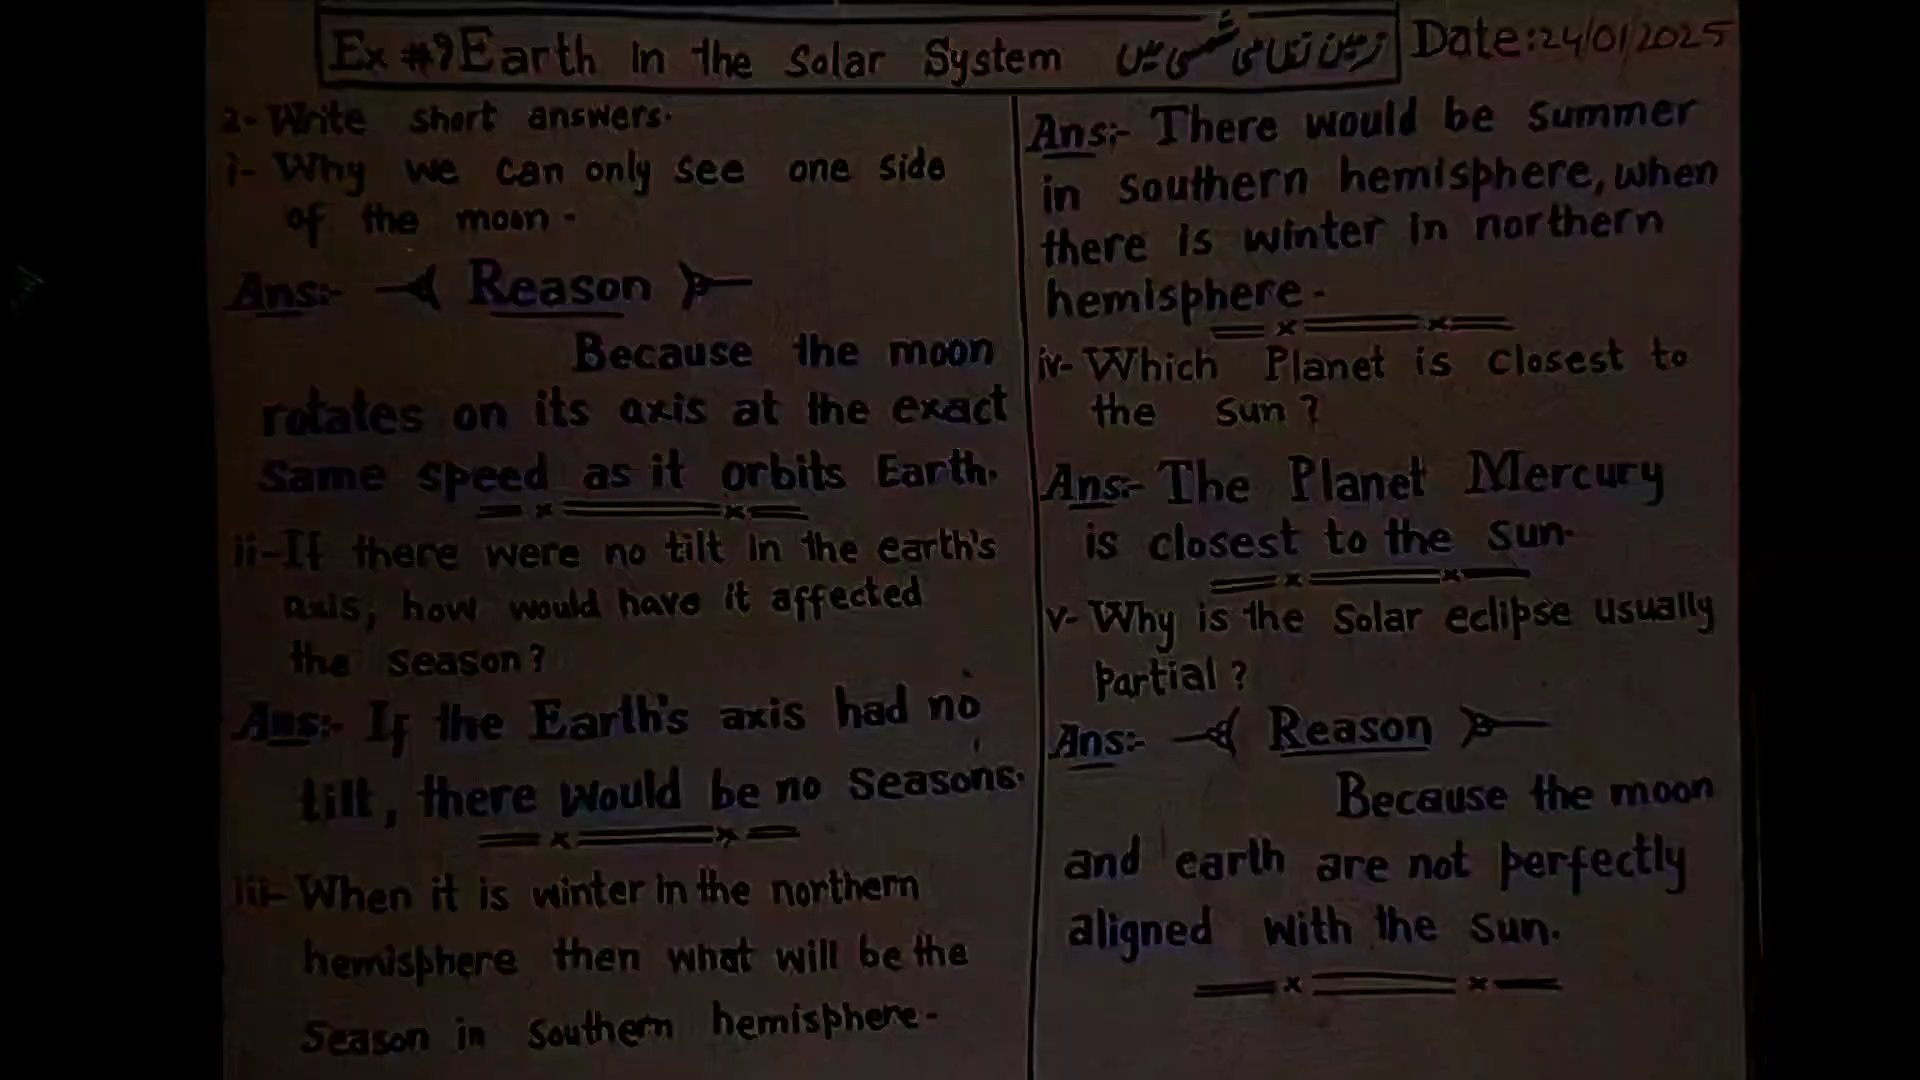 Ex #9 Earth In the Solar System زمین نظامِ شمسی میں Date:24/01/2025
2- Write short answers.
i- Why we can only see one side
of the moon.
Ans:- Reason
Because the moon
rotates on its axis at the exact
Same speed as it orbits Earth.
ii- If there were no tilt in the earth's
axis, how would have it affected
the season?
Ans:- If the Earth's axis had no
tilt, there would be no Seasons.
iii- When it is winter in the northern
hemisphere then what will be the
Season in Southern hemisphere-
Ans:- There would be summer
in southern hemisphere, when
there is winter in northern
hemisphere-
iv- Which Planet is Closest to
the Sun?
Ans:- The Planet Mercury
is closest to the Sun.
v- Why is the Solar eclipse usually
Partial?
Ans:- Reason
Because the moon
and earth are not perfectly
aligned with the Sun.